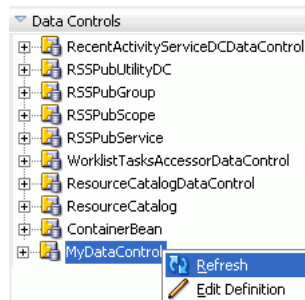 Data Controls
RecentActivityServiceDCDataControl
RSSPubUtilityDC
RSSPubGroup
RSSPubScope
RSSPubService
WorklistTasksAccessorDataControl
ResourceCatalogDataControl
ResourceCatalog
ContainerBean
MyDataControl
Refresh
Edit Definition